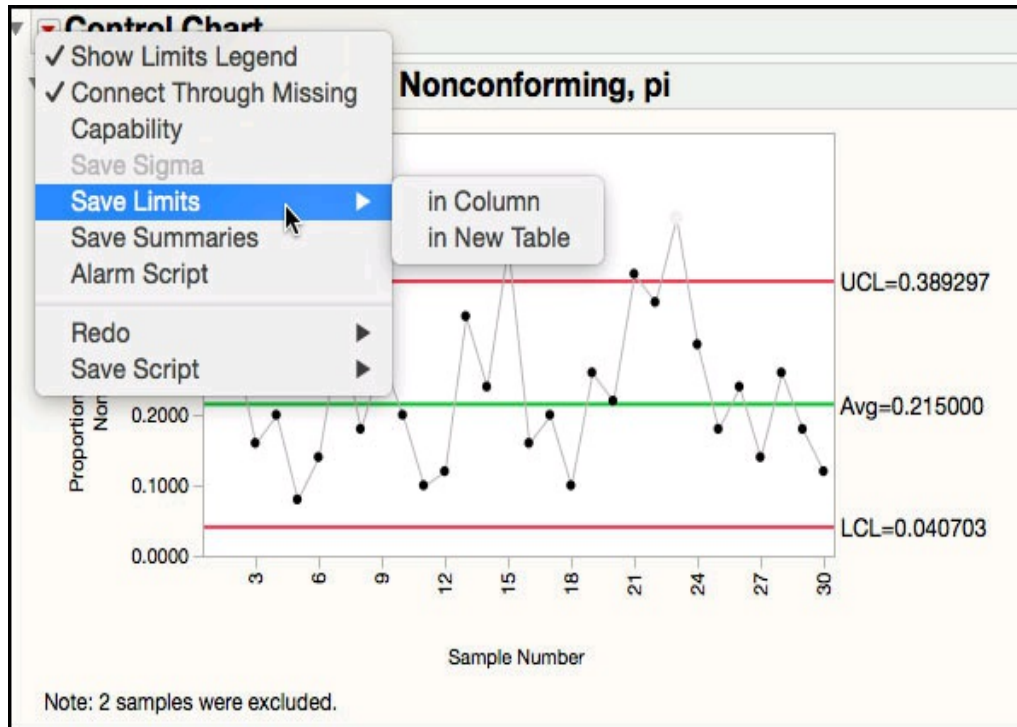 Control Chart
✓ Show Limits Legend
✓ Connect Through Missing
Capability
Save Sigma
Save Limits
in Column
in New Table
Save Summaries
Alarm Script
Redo
Save Script
Nonconforming, pi
UCL=0.389297
Avg=0.215000
LCL=0.040703
Proportion
0.2000
0.1000
0.0000
3 6 9 12 15 18 21 24 27 30
Sample Number
Note: 2 samples were excluded.